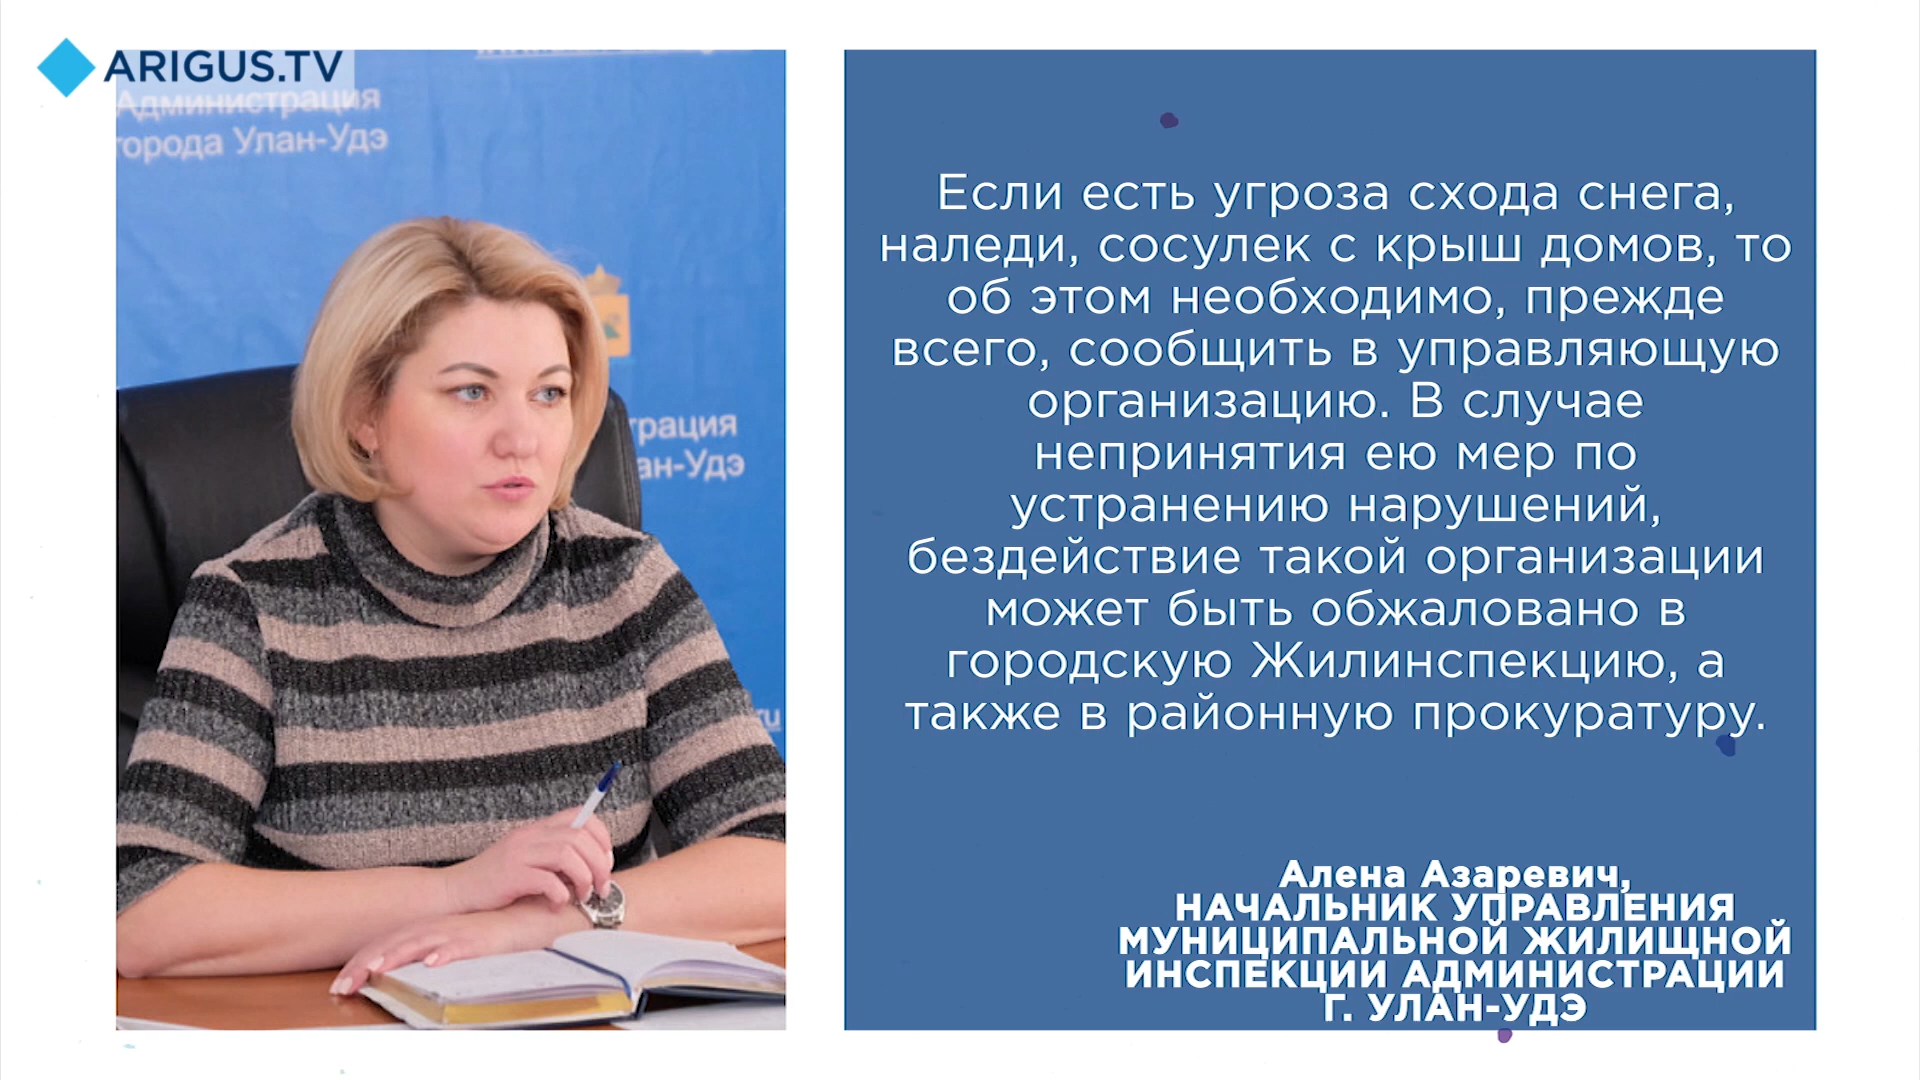 ARIGUS.TV
Администрация
города Улан-Удэ
трация
ан-Удэ
ru
Если есть угроза схода снега,
наледи, сосулек с крыш домов, то
об этом необходимо, прежде
всего, сообщить в управляющую
организацию. В случае
непринятия ею мер по
устранению нарушений,
бездействие такой организации
может быть обжаловано в
городскую Жилинспекцию, а
также в районную прокуратуру.
Алена Азаревич,
НАЧАЛЬНИК УПРАВЛЕНИЯ
МУНИЦИПАЛЬНОЙ ЖИЛИЩНОЙ
ИНСПЕКЦИИ АДМИНИСТРАЦИИ
Г. УЛАН-УДЭ